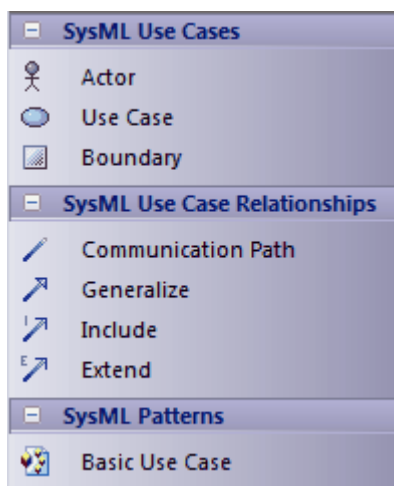 SysML Use Cases
Actor
Use Case
Boundary
SysML Use Case Relationships
Communication Path
Generalize
I
Include
E
Extend
SysML Patterns
Basic Use Case